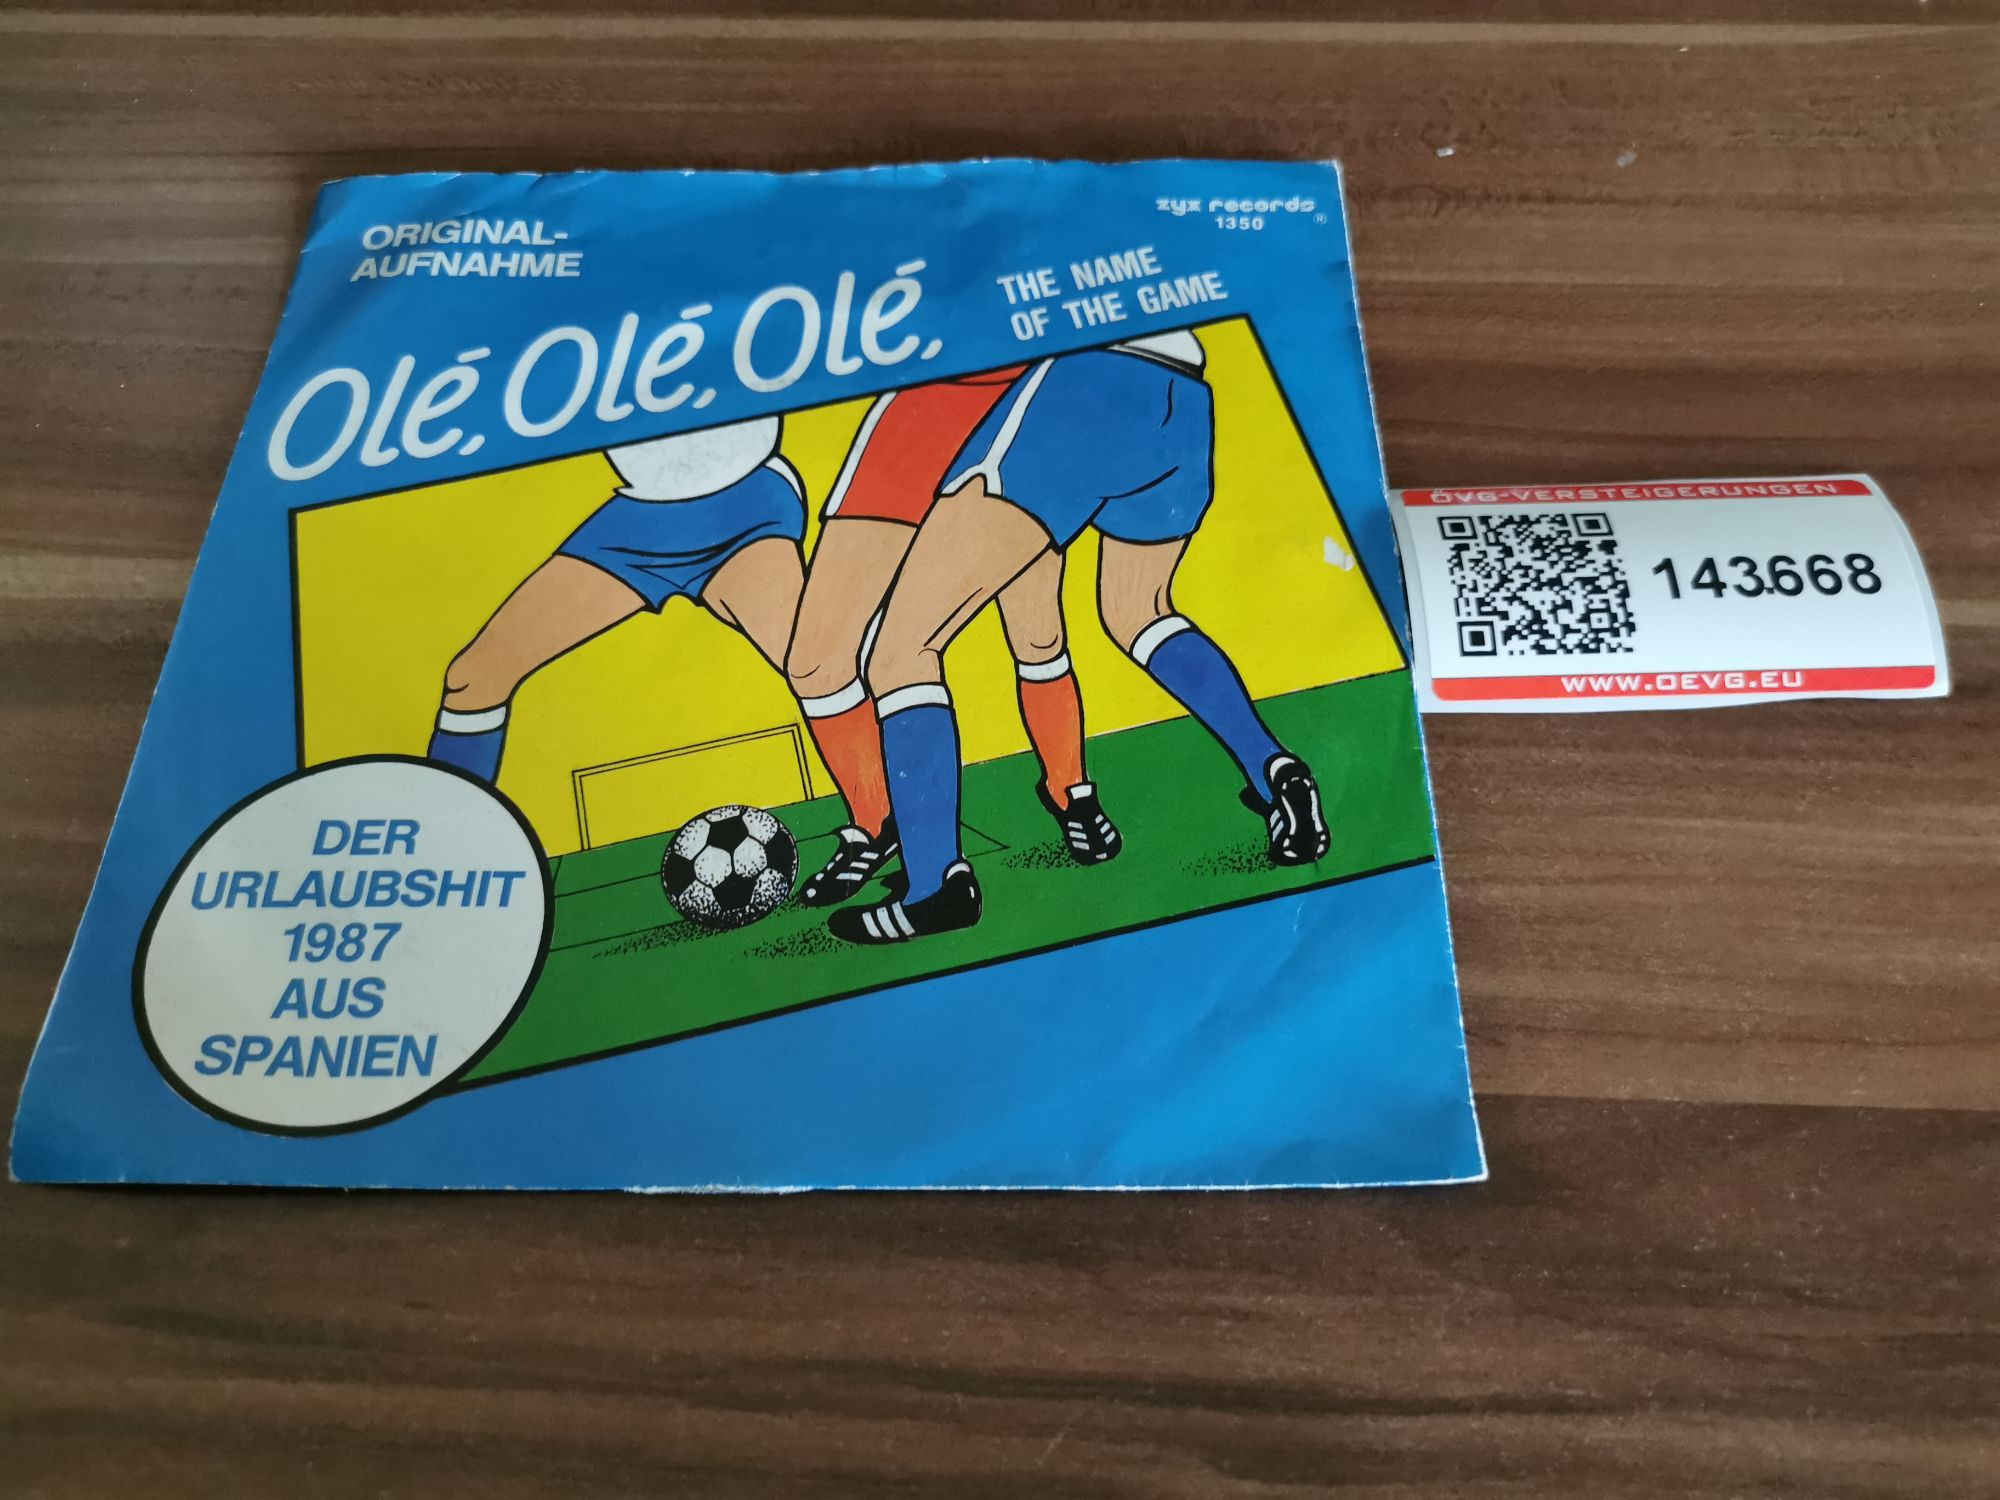 ORIGINAL-
AUFNAHME
zyx records ®
1350
Olé, Olé, Olé,
THE NAME
OF THE GAME
DER
URLAUBSHIT
1987
AUS
SPANIEN
ÖVG-VERSTEIGERUNGEN
143.668
WWW.OEVG.EU